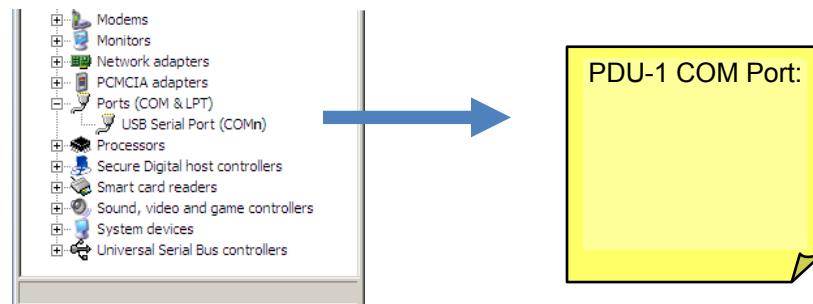 Modems
Monitors
Network adapters
PCMCIA adapters
Ports (COM & LPT)
USB Serial Port (COMn)
Processors
Secure Digital host controllers
Smart card readers
Sound, video and game controllers
System devices
Universal Serial Bus controllers
PDU-1 COM Port: